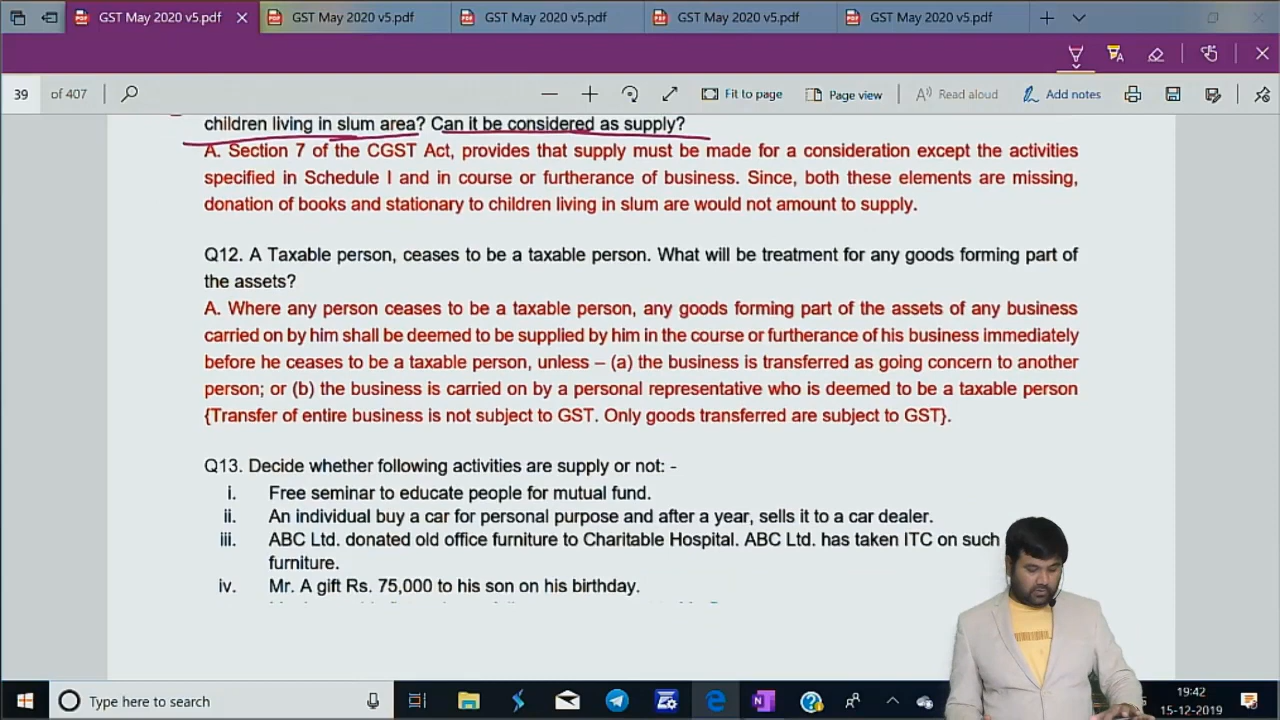 GST May 2020 v5.pdf
GST May 2020 v5.pdf
GST May 2020 v5.pdf
GST May 2020 v5.pdf
GST May 2020 v5.pdf
39 of 407
Fit to page
Page view
Read aloud
Add notes
children living in slum area? Can it be considered as supply?
A. Section 7 of the CGST Act, provides that supply must be made for a consideration except the activities
specified in Schedule I and in course or furtherance of business. Since, both these elements are missing,
donation of books and stationary to children living in slum are would not amount to supply.
Q12. A Taxable person, ceases to be a taxable person. What will be treatment for any goods forming part of
the assets?
A. Where any person ceases to be a taxable person, any goods forming part of the assets of any business
carried on by him shall be deemed to be supplied by him in the course or furtherance of his business immediately
before he ceases to be a taxable person, unless – (a) the business is transferred as going concern to another
person; or (b) the business is carried on by a personal representative who is deemed to be a taxable person
{Transfer of entire business is not subject to GST. Only goods transferred are subject to GST}.
Q13. Decide whether following activities are supply or not: -
i. Free seminar to educate people for mutual fund.
ii. An individual buy a car for personal purpose and after a year, sells it to a car dealer.
iii. ABC Ltd. donated old office furniture to Charitable Hospital. ABC Ltd. has taken ITC on such
furniture.
iv. Mr. A gift Rs. 75,000 to his son on his birthday.
Type here to search
19:42
15-12-2019